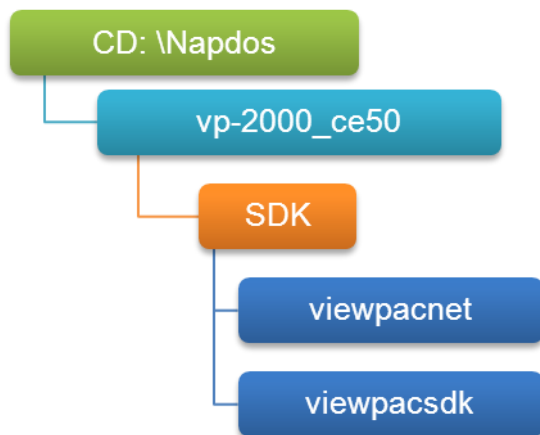 CD: \Napdos
vp-2000_ce50
SDK
viewpacnet
viewpacsdk